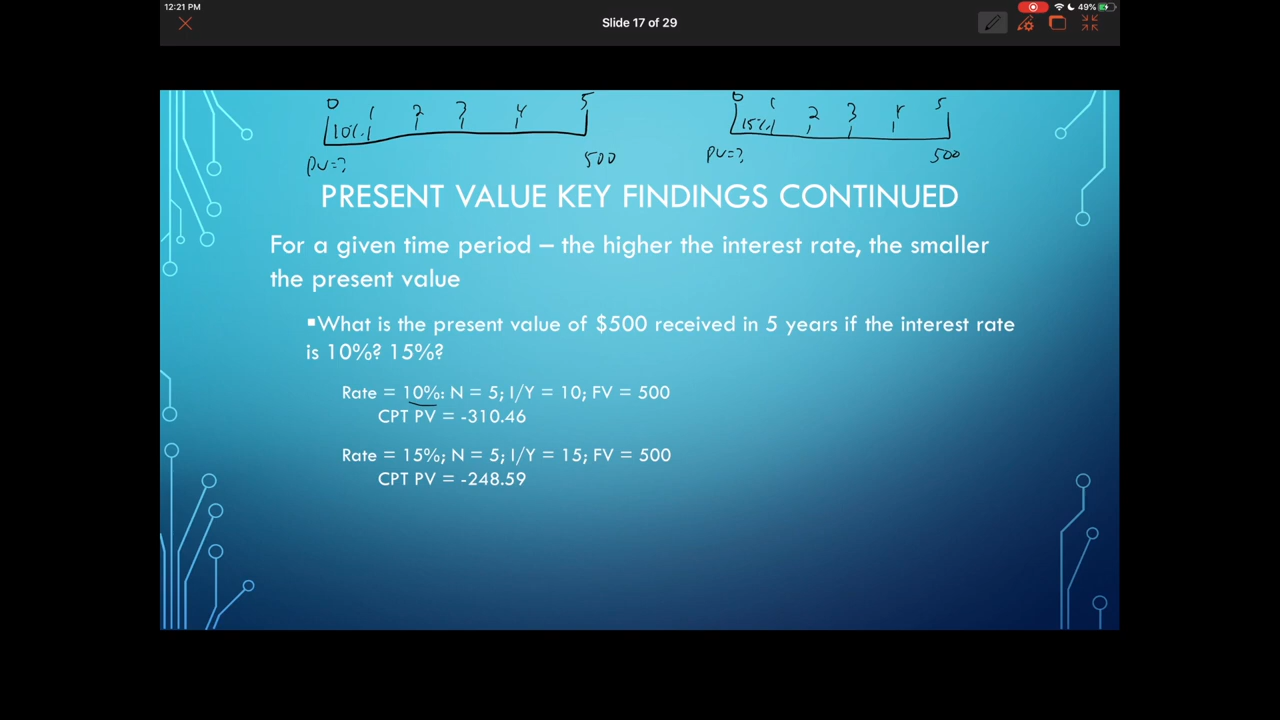 12:21 PM
49%
Slide 17 of 29
0 1 2 3 4 5
10%
PV=?
500
0 1 2 3 4 5
15%
PV=?
500
PRESENT VALUE KEY FINDINGS CONTINUED
For a given time period – the higher the interest rate, the smaller
the present value
▪What is the present value of $500 received in 5 years if the interest rate
is 10%? 15%?
Rate = 10%: N = 5; I/Y = 10; FV = 500
CPT PV = -310.46
Rate = 15%; N = 5; I/Y = 15; FV = 500
CPT PV = -248.59